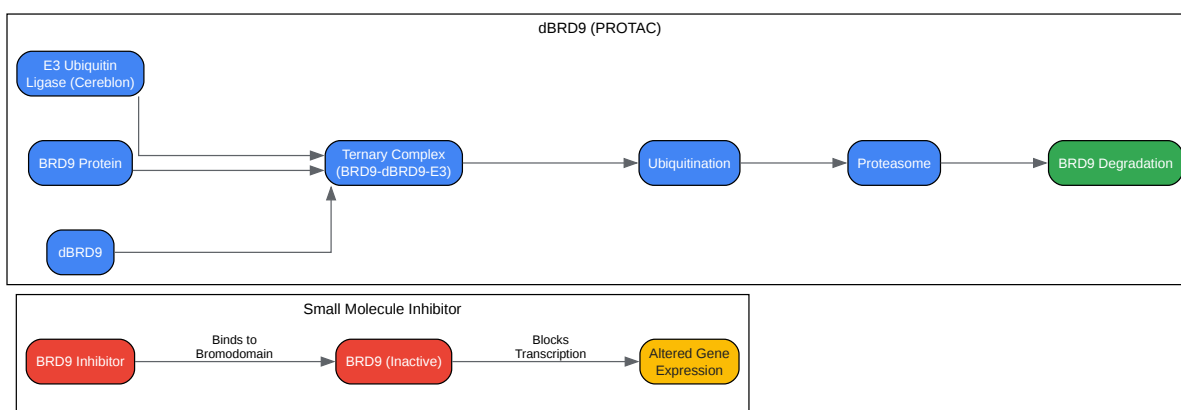 dBRD9 (PROTAC)
E3 Ubiquitin
Ligase (Cereblon)
BRD9 Protein
Ternary Complex
(BRD9-dBRD9-E3)
Ubiquitination
Proteasome
BRD9 Degradation
dBRD9
Small Molecule Inhibitor
BRD9 Inhibitor
Binds to
Bromodomain
BRD9 (Inactive)
Blocks
Transcription
Altered Gene
Expression